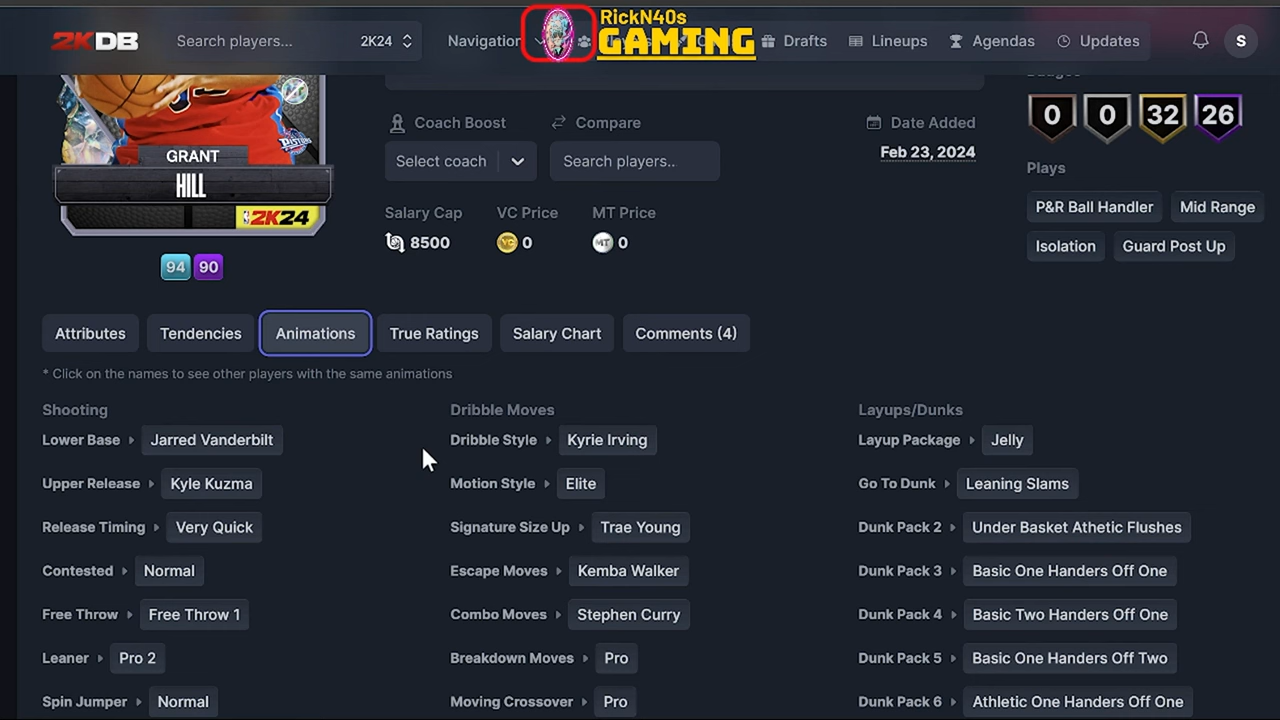 2KDB
Search players...
2K24
Navigation
RickN40s
GAMING
Drafts
Lineups
Agendas
Updates
S
GRANT
HILL
2K24
94
90
Coach Boost
Compare
Date Added
Select coach
Search players..
Feb 23, 2024
Salary Cap
VC Price
MT Price
8500
VC 0
MT 0
0
0
32
26
Plays
P&R Ball Handler
Mid Range
Isolation
Guard Post Up
Attributes
Tendencies
Animations
True Ratings
Salary Chart
Comments (4)
* Click on the names to see other players with the same animations
Shooting
Lower Base Jarred Vanderbilt
Upper Release Kyle Kuzma
Release Timing Very Quick
Contested Normal
Free Throw Free Throw 1
Leaner Pro 2
Spin Jumper Normal
Dribble Moves
Dribble Style Kyrie Irving
Motion Style Elite
Signature Size Up Trae Young
Escape Moves Kemba Walker
Combo Moves Stephen Curry
Breakdown Moves Pro
Moving Crossover Pro
Layups/Dunks
Layup Package Jelly
Go To Dunk Leaning Slams
Dunk Pack 2 Under Basket Athetic Flushes
Dunk Pack 3 Basic One Handers Off One
Dunk Pack 4 Basic Two Handers Off One
Dunk Pack 5 Basic One Handers Off Two
Dunk Pack 6 Athletic One Handers Off One